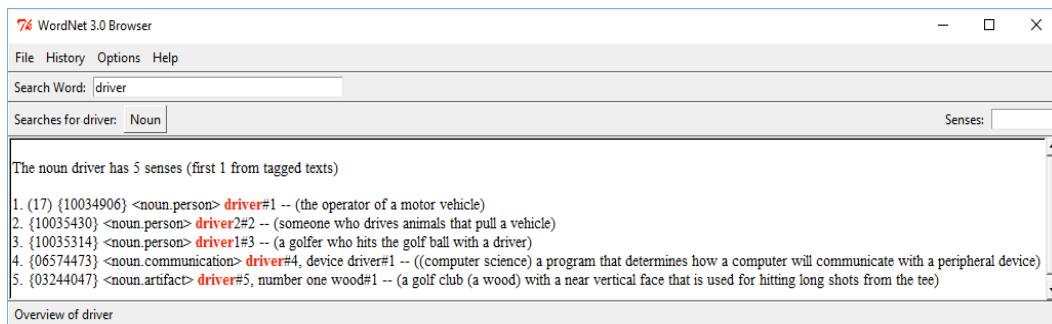 WordNet 3.0 Browser
File History Options Help
Search Word: driver
Searches for driver: Noun Senses:
The noun driver has 5 senses (first 1 from tagged texts)
1. (17) {10034906} <noun.person> driver#1 -- (the operator of a motor vehicle)
2. {10035430} <noun.person> driver2#2 -- (someone who drives animals that pull a vehicle)
3. {10035314} <noun.person> driver1#3 -- (a golfer who hits the golf ball with a driver)
4. {06574473} <noun.communication> driver#4, device driver#1 -- ((computer science) a program that determines how a computer will communicate with a peripheral device)
5. {03244047} <noun.artifact> driver#5, number one wood#1 -- (a golf club (a wood) with a near vertical face that is used for hitting long shots from the tee)
Overview of driver